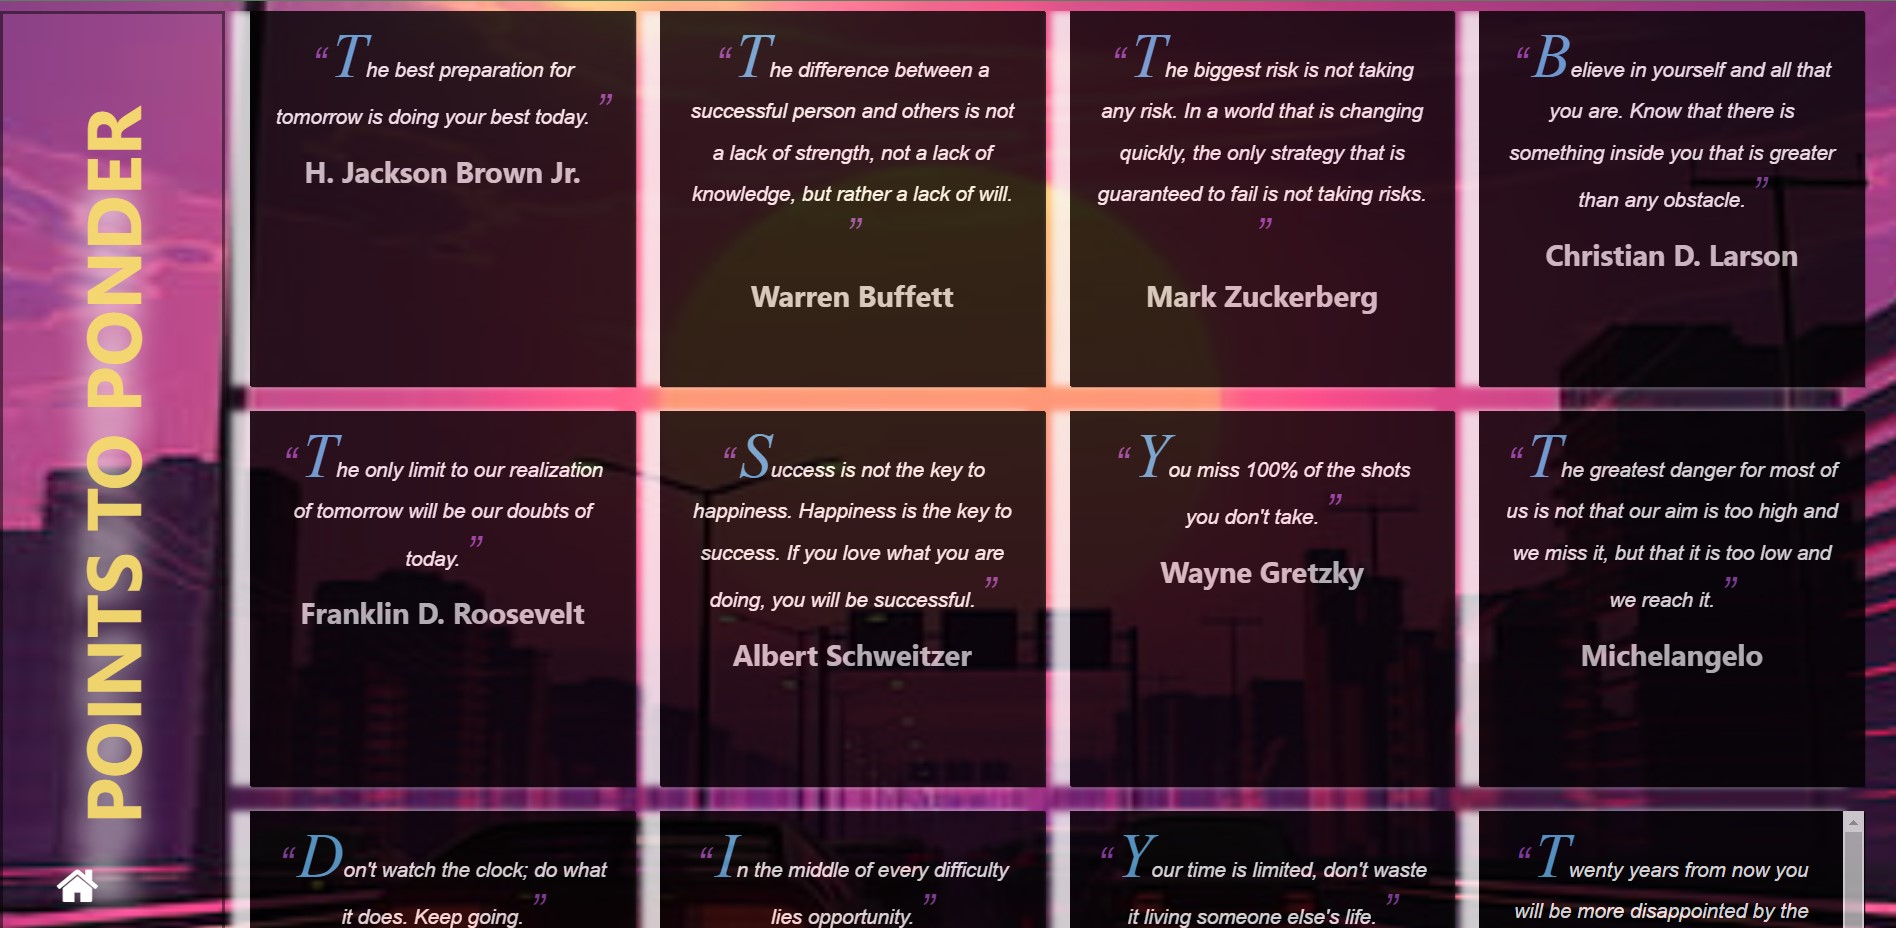 POINTS TO PONDER
“The best preparation for
tomorrow is doing your best today. ”
H. Jackson Brown Jr.
“The difference between a
successful person and others is not
a lack of strength, not a lack of
knowledge, but rather a lack of will.
”
Warren Buffett
“The biggest risk is not taking
any risk. In a world that is changing
quickly, the only strategy that is
guaranteed to fail is not taking risks.
”
Mark Zuckerberg
“Believe in yourself and all that
you are. Know that there is
something inside you that is greater
than any obstacle. ”
Christian D. Larson
“The only limit to our realization
of tomorrow will be our doubts of
today. ”
Franklin D. Roosevelt
“Success is not the key to
happiness. Happiness is the key to
success. If you love what you are
doing, you will be successful. ”
Albert Schweitzer
“You miss 100% of the shots
you don't take. ”
Wayne Gretzky
“The greatest danger for most of
us is not that our aim is too high and
we miss it, but that it is too low and
we reach it. ”
Michelangelo
“Don't watch the clock; do what
it does. Keep going. ”
“In the middle of every difficulty
lies opportunity. ”
“Your time is limited, don't waste
it living someone else's life. ”
“Twenty years from now you
will be more disappointed by the